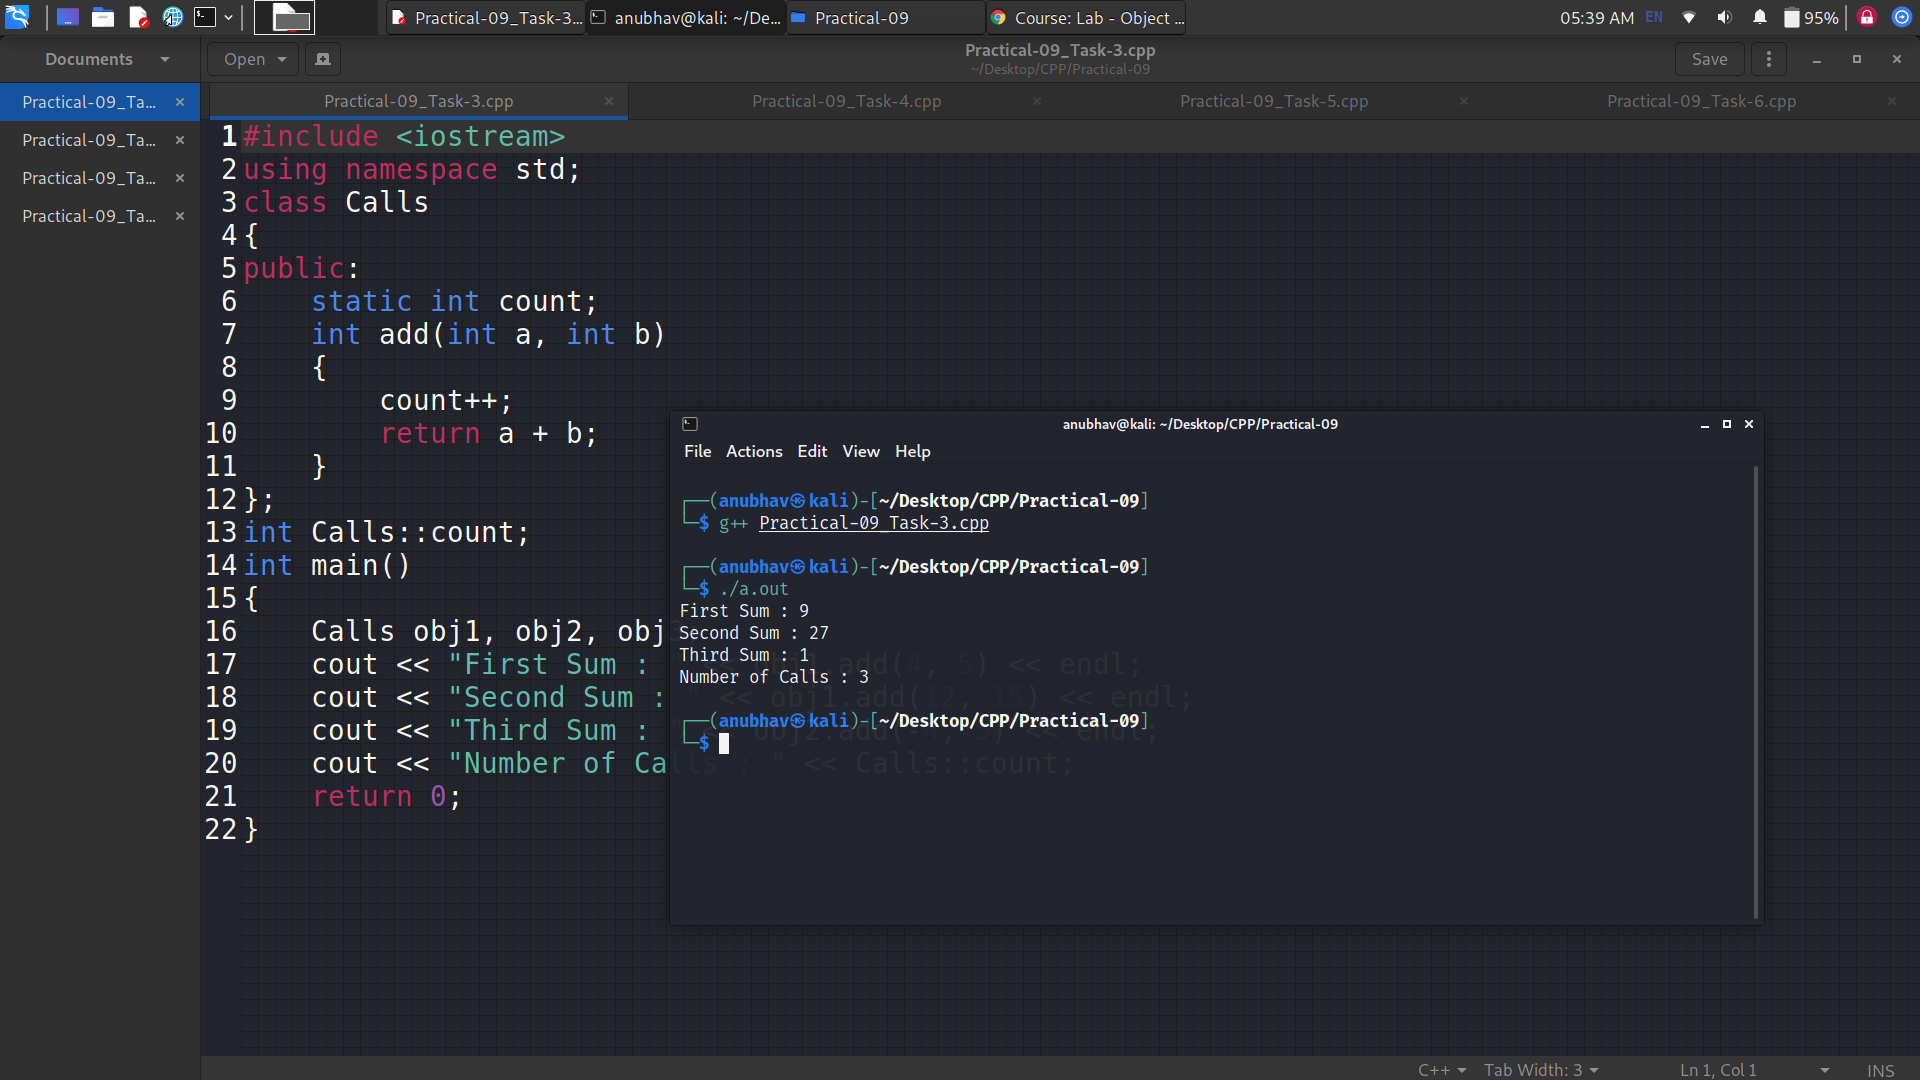 Practical-09_Task-3...
anubhav@kali: ~/De...
Practical-09
Course: Lab - Object ...
05:39 AM
EN
95%
Documents
Open
Practical-09_Task-3.cpp
~/Desktop/CPP/Practical-09
Save
Practical-09_Ta...
Practical-09_Ta...
Practical-09_Ta...
Practical-09_Ta...
Practical-09_Task-3.cpp
Practical-09_Task-4.cpp
Practical-09_Task-5.cpp
Practical-09_Task-6.cpp
1 #include <iostream>
2 using namespace std;
3 class Calls
4 {
5 public:
6     static int count;
7     int add(int a, int b)
8     {
9         count++;
10         return a + b;
11     }
12 };
13 int Calls::count;
14 int main()
15 {
16     Calls obj1, obj2, obj3
17     cout << "First Sum : " << obj1.add(4, 5) << endl;
18     cout << "Second Sum : " << obj1.add(12, 15) << endl;
19     cout << "Third Sum : << obj2.add(-4, ) << endl;
20     cout << "Number of Calls : " << Calls::count;
21     return 0;
22 }
anubhav@kali: ~/Desktop/CPP/Practical-09
File Actions Edit View Help
┌──(anubhav㉿kali)-[~/Desktop/CPP/Practical-09]
└─$ g++ Practical-09_Task-3.cpp
┌──(anubhav㉿kali)-[~/Desktop/CPP/Practical-09]
└─$ ./a.out
First Sum : 9
Second Sum : 27
Third Sum : 1
Number of Calls : 3
┌──(anubhav㉿kali)-[~/Desktop/CPP/Practical-09]
└─$
C++
Tab Width: 3
Ln 1, Col 1
INS